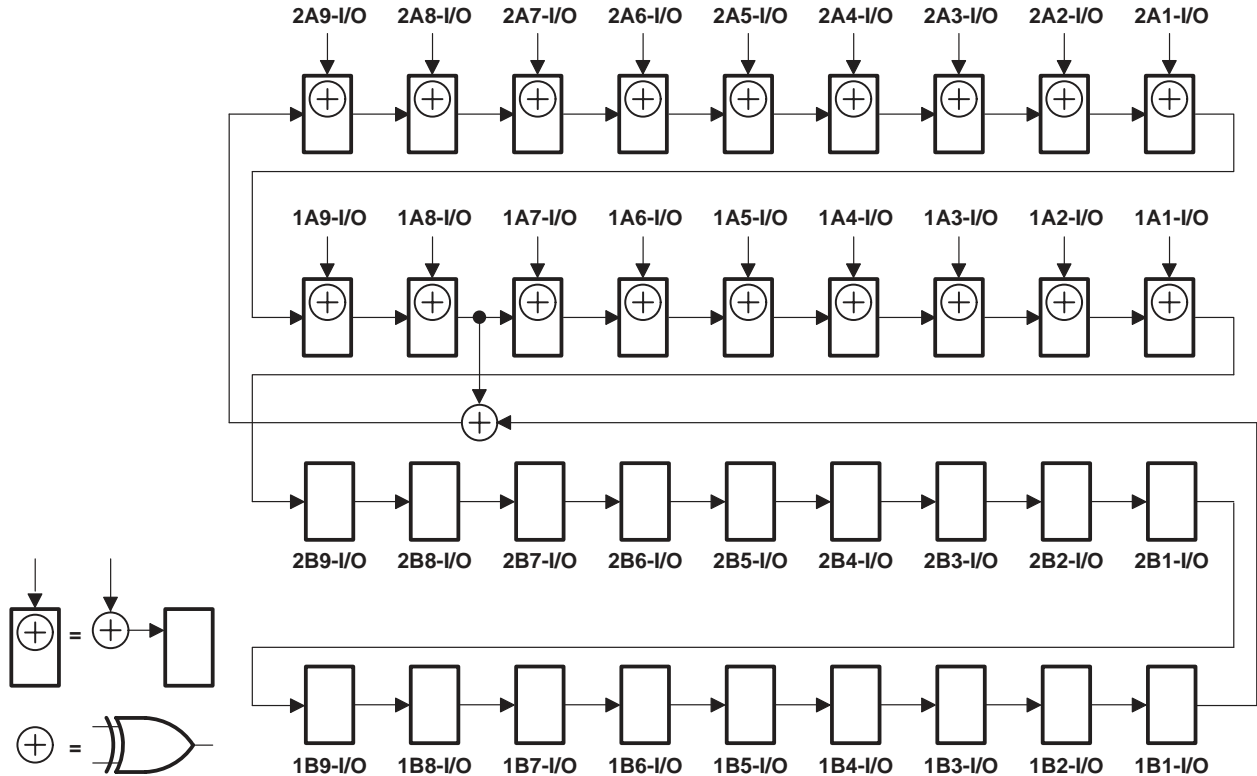 2A9-I/O 2A8-I/O 2A7-I/O 2A6-I/O 2A5-I/O 2A4-I/O 2A3-I/O 2A2-I/O 2A1-I/O
1A9-I/O 1A8-I/O 1A7-I/O 1A6-I/O 1A5-I/O 1A4-I/O 1A3-I/O 1A2-I/O 1A1-I/O
2B9-I/O 2B8-I/O 2B7-I/O 2B6-I/O 2B5-I/O 2B4-I/O 2B3-I/O 2B2-I/O 2B1-I/O
=
=
1B9-I/O 1B8-I/O 1B7-I/O 1B6-I/O 1B5-I/O 1B4-I/O 1B3-I/O 1B2-I/O 1B1-I/O